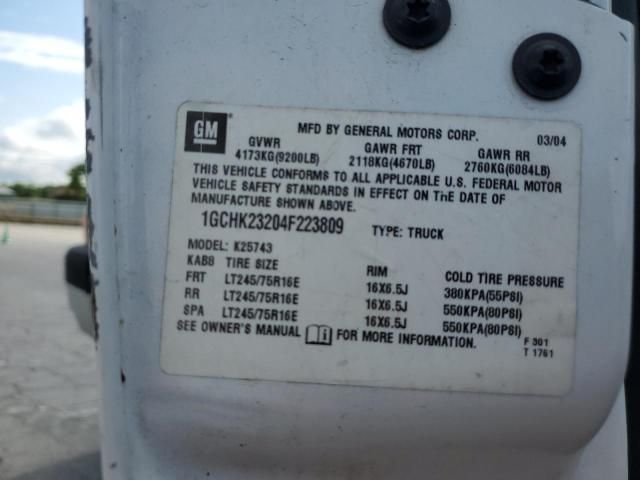 GM
MFD BY GENERAL MOTORS CORP. 03/04
GVWR GAWR FRT GAWR RR
4173KG(9200LB) 2118KG(4670LB) 2760KG(6084LB)
THIS VEHICLE CONFORMS TO ALL APPLICABLE U.S. FEDERAL MOTOR
VEHICLE SAFETY STANDARDS IN EFFECT ON THE DATE OF
MANUFACTURE SHOWN ABOVE.
1GCHK23204F223809 TYPE: TRUCK
MODEL: K25743
KAB8 TIRE SIZE RIM COLD TIRE PRESSURE
FRT LT245/75R16E 16X6.5J 380KPA(55PSI)
RR LT245/75R16E 16X6.5J 550KPA(80PSI)
SPA LT245/75R16E 16X6.5J 550KPA(80PSI)
SEE OWNER'S MANUAL FOR MORE INFORMATION.
F 301
T 1761